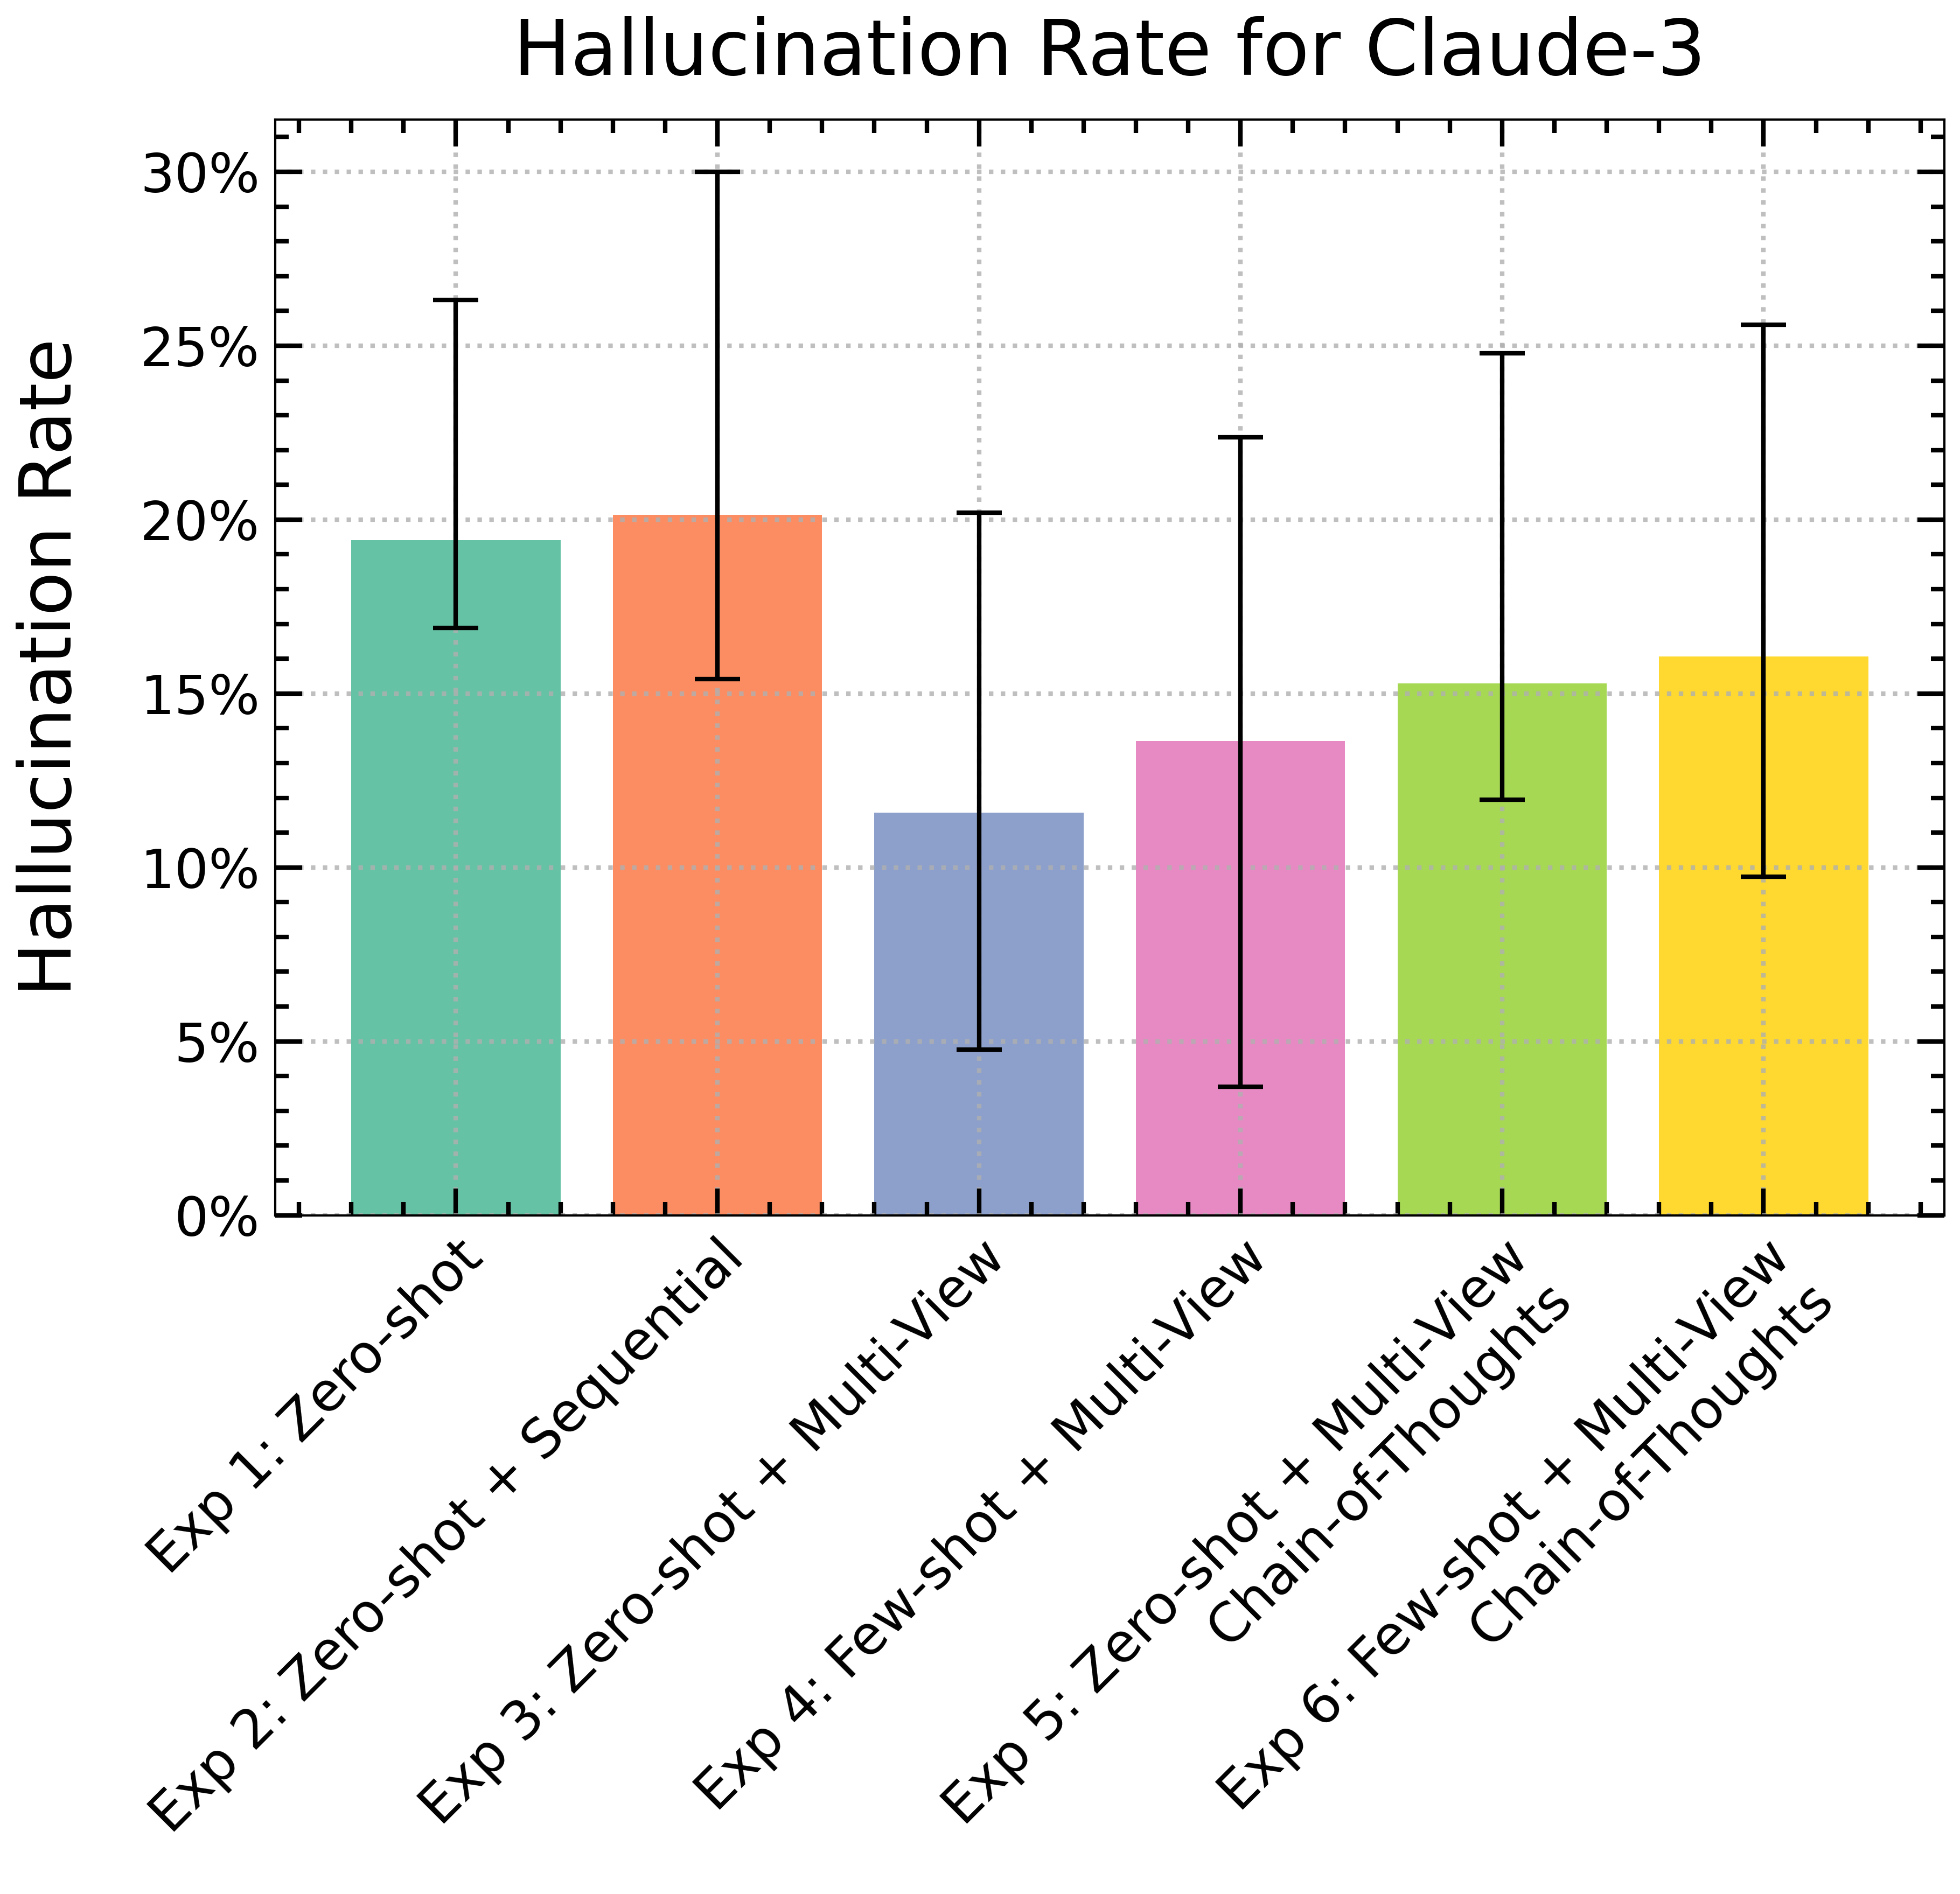 Hallucination Rate for Claude-3
Hallucination Rate
30%
25%
20%
15%
10%
5%
0%
Exp 1: Zero-shot
Exp 2: Zero-shot + Sequential
Exp 3: Zero-shot + Multi-View
Exp 4: Few-shot + Multi-View
Exp 5: Zero-shot + Multi-View
Chain-of-Thoughts
Exp 6: Few-shot + Multi-View
Chain-of-Thoughts